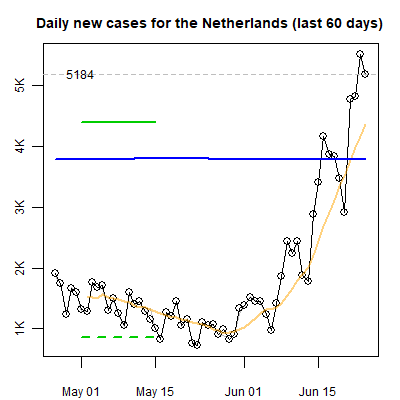 Daily new cases for the Netherlands (last 60 days)
5184
5K
4K
3K
2K
1K
May 01 May 15 Jun 01 Jun 15